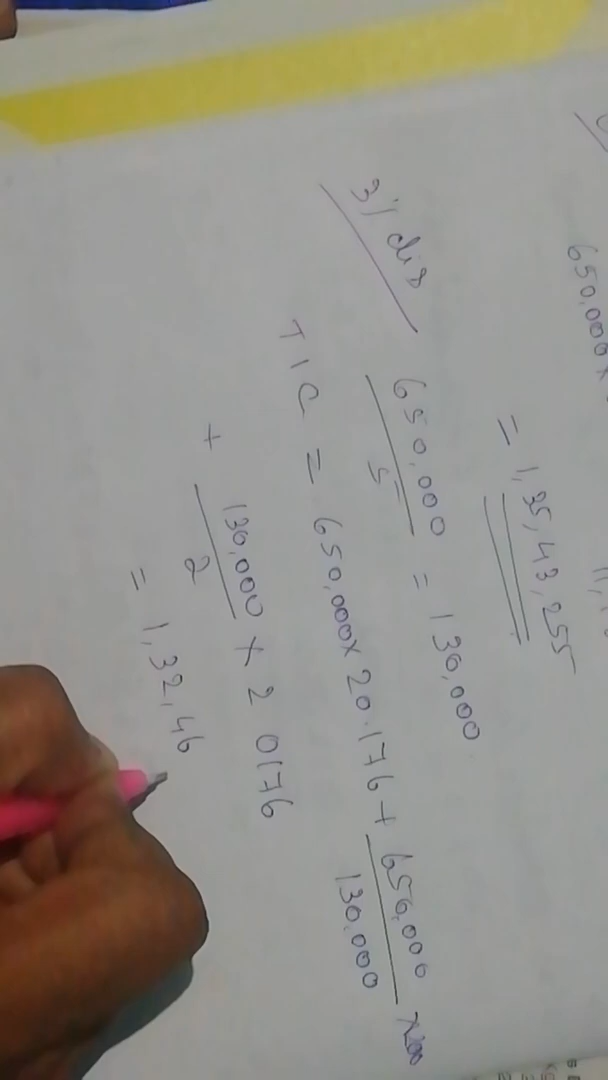 650,000 ×
= 1,35,43,255
3% dis
650,000 / 5 = 130,000
TIC = 650,000 × 20.176 + 650,000 / 130.000 × 200
+ 130,000 / 2 × 2 0176
= 1,32,46